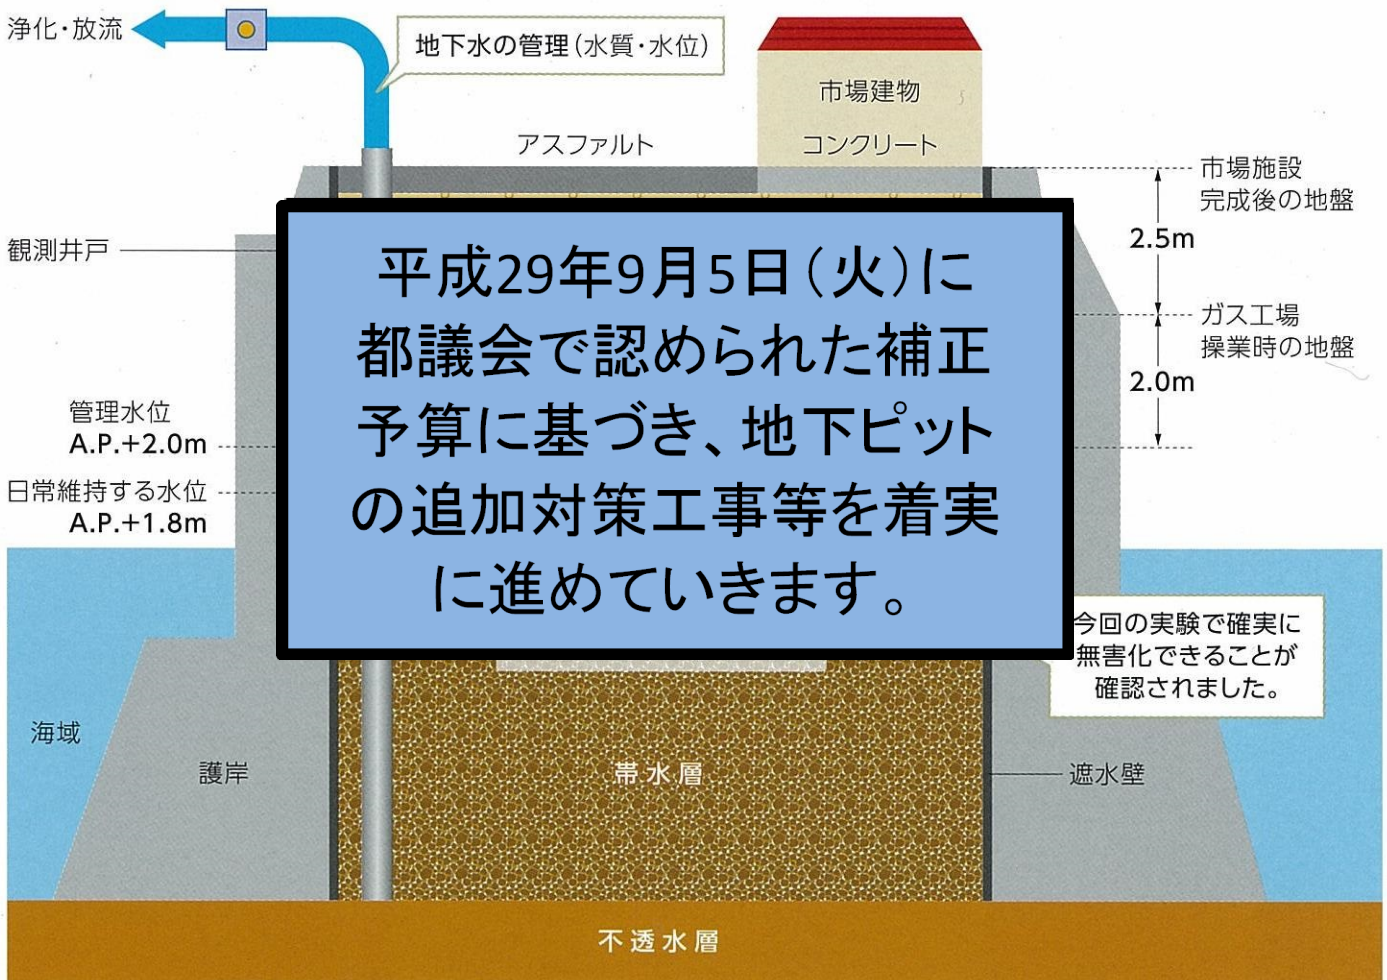 浄化・放流
地下水の管理（水質・水位）
市場建物
アスファルト
コンクリート
市場施設
完成後の地盤
2.5m
観測井戸
平成29年9月5日（火）に
都議会で認められた補正
予算に基づき、地下ピット
の追加対策工事等を着実
に進めていきます。
ガス工場
操業時の地盤
2.0m
管理水位
A.P.+2.0m
日常維持する水位
A.P.+1.8m
今回の実験で確実に
無害化できることが
確認されました。
海域
護岸
帯水層
遮水壁
不透水層